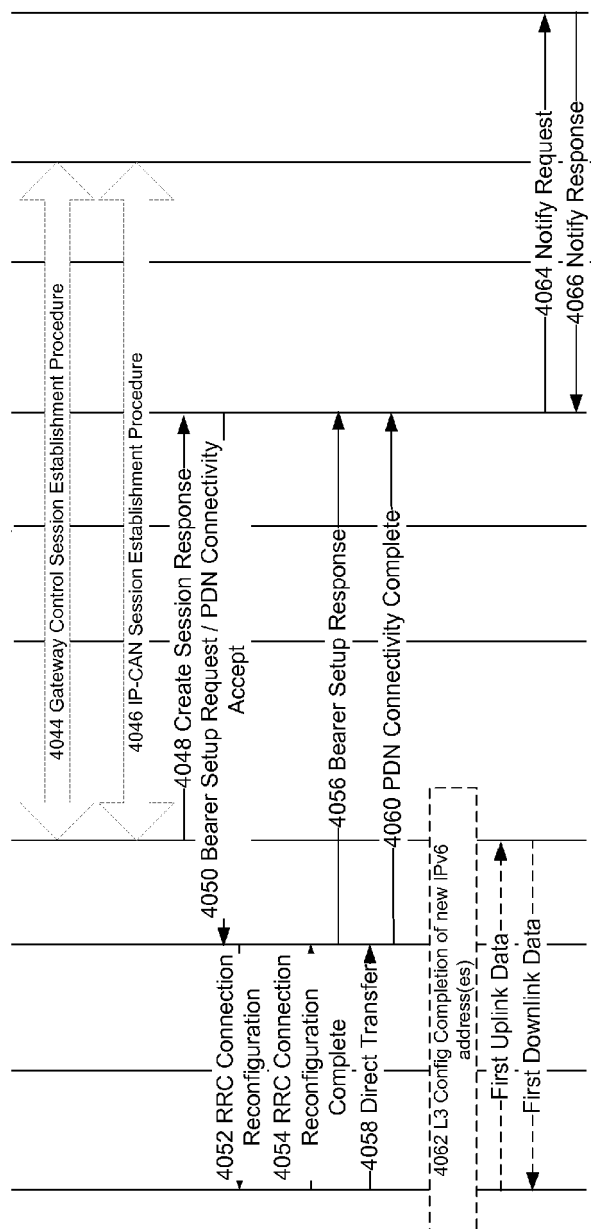 4044 Gateway Control Session Establishment Procedure
4046 IP-CAN Session Establishment Procedure
4048 Create Session Response
4050 Bearer Setup Request / PDN Connectivity
Accept
4052 RRC Connection
Reconfiguration
4054 RRC Connection
Reconfiguration
Complete
4056 Bearer Setup Response
4058 Direct Transfer
4060 PDN Connectivity Complete
4062 L3 Config Completion of new IPv6
address(es)
First Uplink Data
First Downlink Data
4064 Notify Request
4066 Notify Response